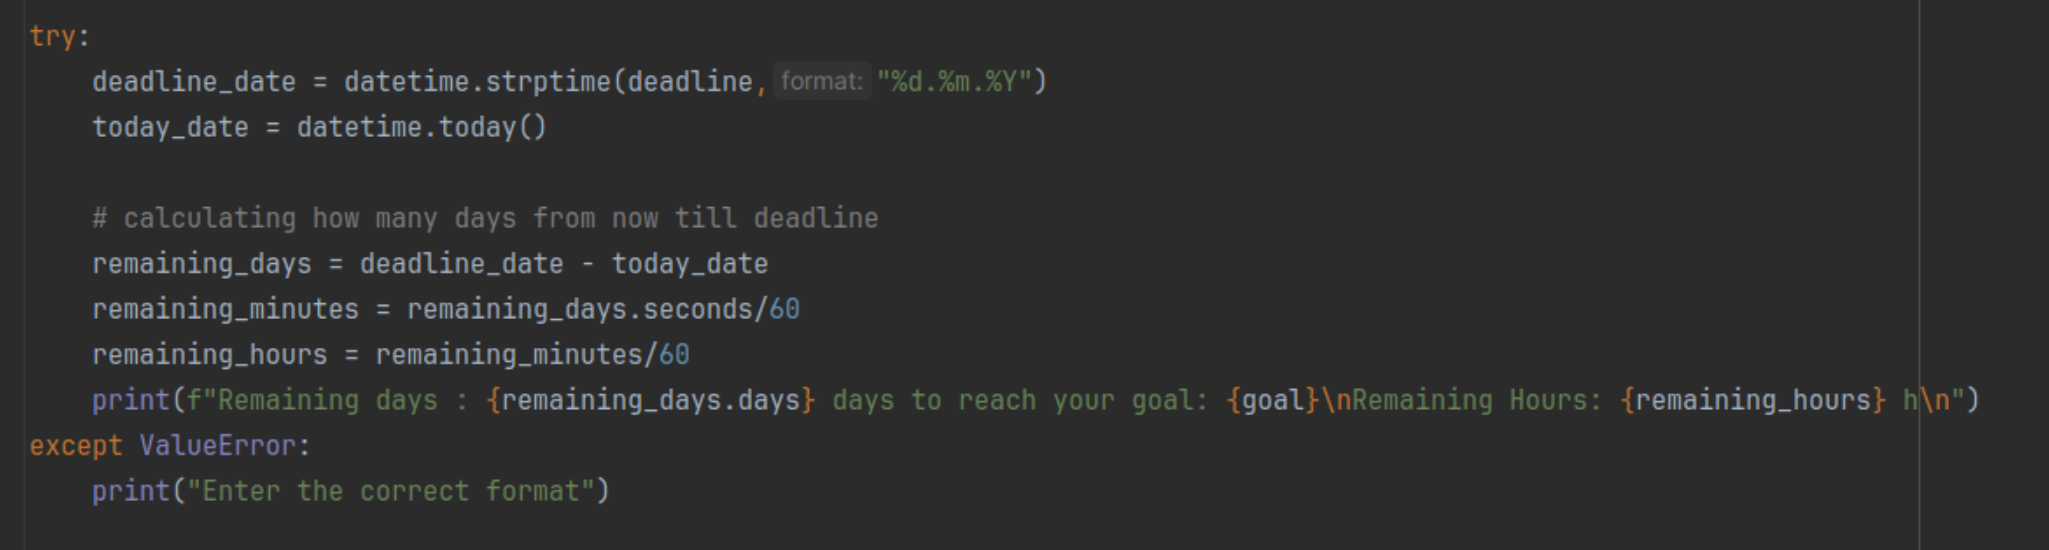 try:
    deadline_date = datetime.strptime(deadline, format: "%d.%m.%Y")
    today_date = datetime.today()

    # calculating how many days from now till deadline
    remaining_days = deadline_date - today_date
    remaining_minutes = remaining_days.seconds/60
    remaining_hours = remaining_minutes/60
    print(f"Remaining days : {remaining_days.days} days to reach your goal: {goal}\nRemaining Hours: {remaining_hours} h\n")
except ValueError:
    print("Enter the correct format")